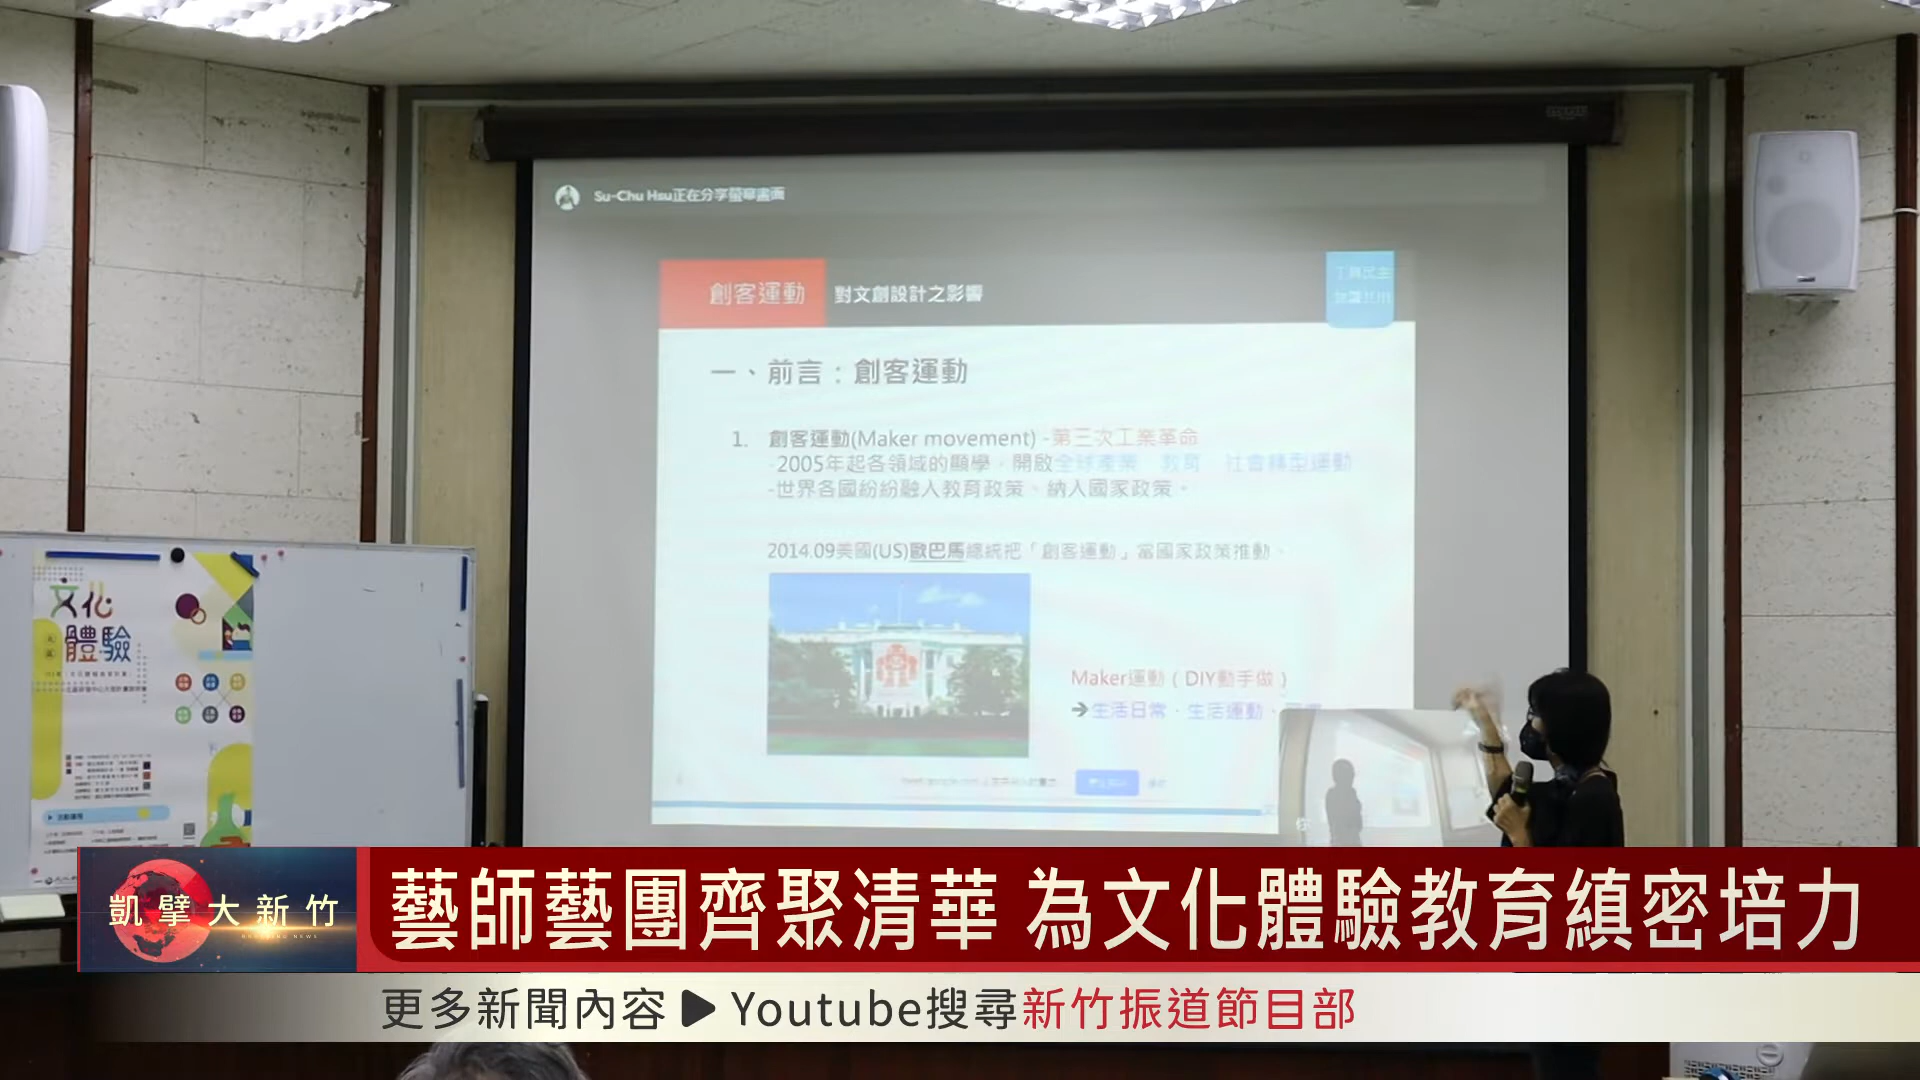 Su-Chu Hsu正在分享螢幕畫面
創客運動 對文創設計之影響
一、前言：創客運動
1. 創客運動(Maker movement) -第三次工業革命
-2005年起各領域的顯學，開啟全球產業、教育、社會轉型運動
-世界各國紛紛融入教育政策、納入國家政策。
2014.09美國(US)歐巴馬總統把「創客運動」當國家政策推動。
Maker運動（DIY動手做）
→生活日常、生活運動、
文化
體驗
凱擘大新竹
藝師藝團齊聚清華 為文化體驗教育縝密培力
更多新聞內容▶Youtube搜尋新竹振道節目部